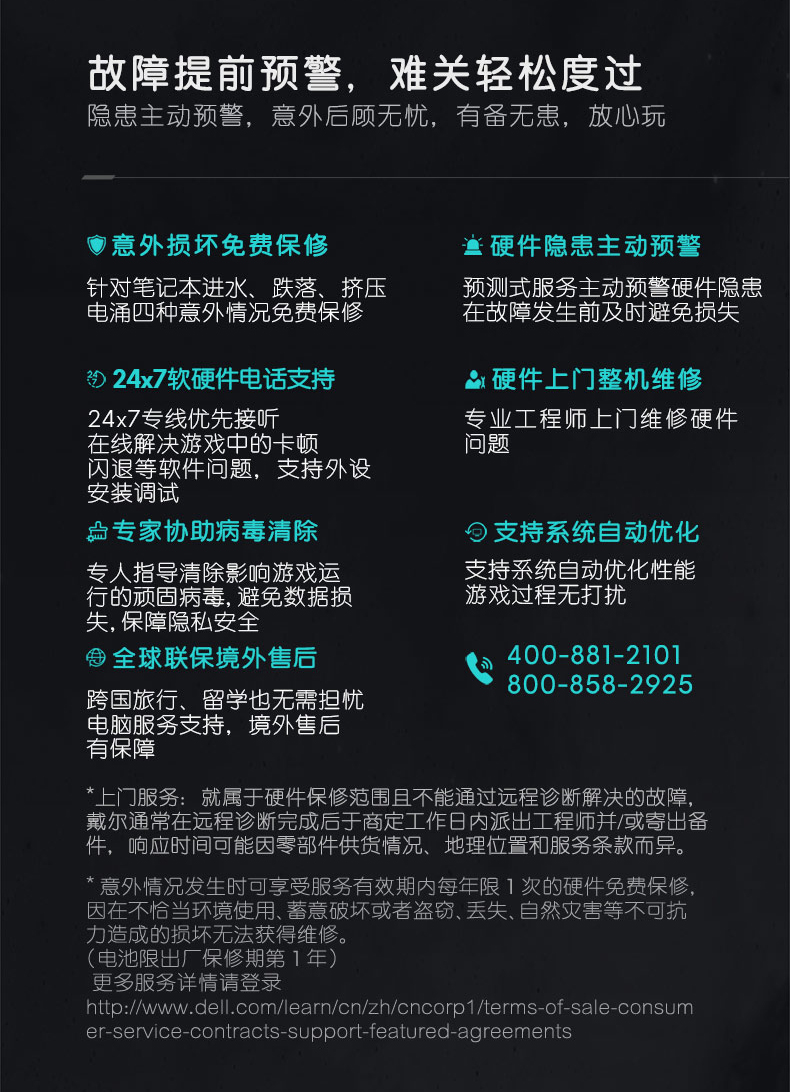 故障提前预警，难关轻松度过
隐患主动预警，意外后顾无忧，有备无患，放心玩
意外损坏免费保修
针对笔记本进水、跌落、挤压
电涌四种意外情况免费保修
硬件隐患主动预警
预测式服务主动预警硬件隐患
在故障发生前及时避免损失
24x7软硬件电话支持
24x7专线优先接听
在线解决游戏中的卡顿
闪退等软件问题，支持外设
安装调试
硬件上门整机维修
专业工程师上门维修硬件
问题
专家协助病毒清除
专人指导清除影响游戏运
行的顽固病毒,避免数据损
失,保障隐私安全
支持系统自动优化
支持系统自动优化性能
游戏过程无打扰
全球联保境外售后
跨国旅行、留学也无需担忧
电脑服务支持，境外售后
有保障
400-881-2101
800-858-2925
*上门服务：就属于硬件保修范围且不能通过远程诊断解决的故障，
戴尔通常在远程诊断完成后于商定工作日内派出工程师并/或寄出备
件，响应时间可能因零部件供货情况、地理位置和服务条款而异。
* 意外情况发生时可享受服务有效期内每年限 1 次的硬件免费保修，
因在不恰当环境使用、蓄意破坏或者盗窃、丢失、自然灾害等不可抗
力造成的损坏无法获得维修。
（电池限出厂保修期第 1 年）
更多服务详情请登录
http://www.dell.com/learn/cn/zh/cncorp1/terms-of-sale-consum
er-service-contracts-support-featured-agreements